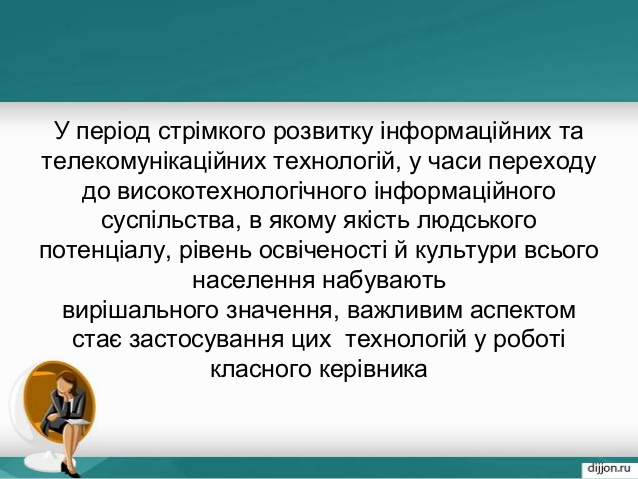 У період стрімкого розвитку інформаційних та
телекомунікаційних технологій, у часи переходу
до високотехнологічного інформаційного
суспільства, в якому якість людського
потенціалу, рівень освіченості й культури всього
населення набувають
вирішального значення, важливим аспектом
стає застосування цих  технологій у роботі
класного керівника
dijjon.ru